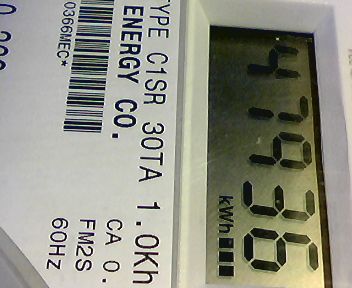 47936
kWh
TYPE C1SR 30TA 1.0Kh
ENERGY CO.
CA 0.
FM2S
60HZ
0366MEC*